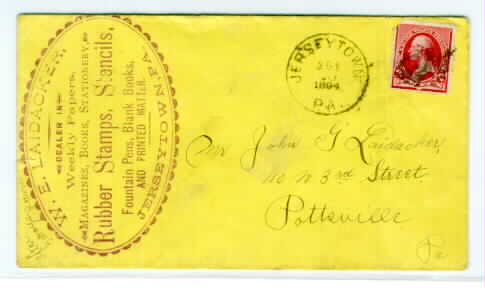 W. E. LAIDACKER,
DEALER IN
Weekly Papers,
MAGAZINES, BOOKS, STATIONERY,
Rubber Stamps, Stencils,
Fountain Pens, Blank Books,
AND PRINTED MATTER.
JERSEYTOWN PA.
JERSEYTOWN
1894
PA.
Mr John G Laidacker,
3rd Street
Pottsville
Pa